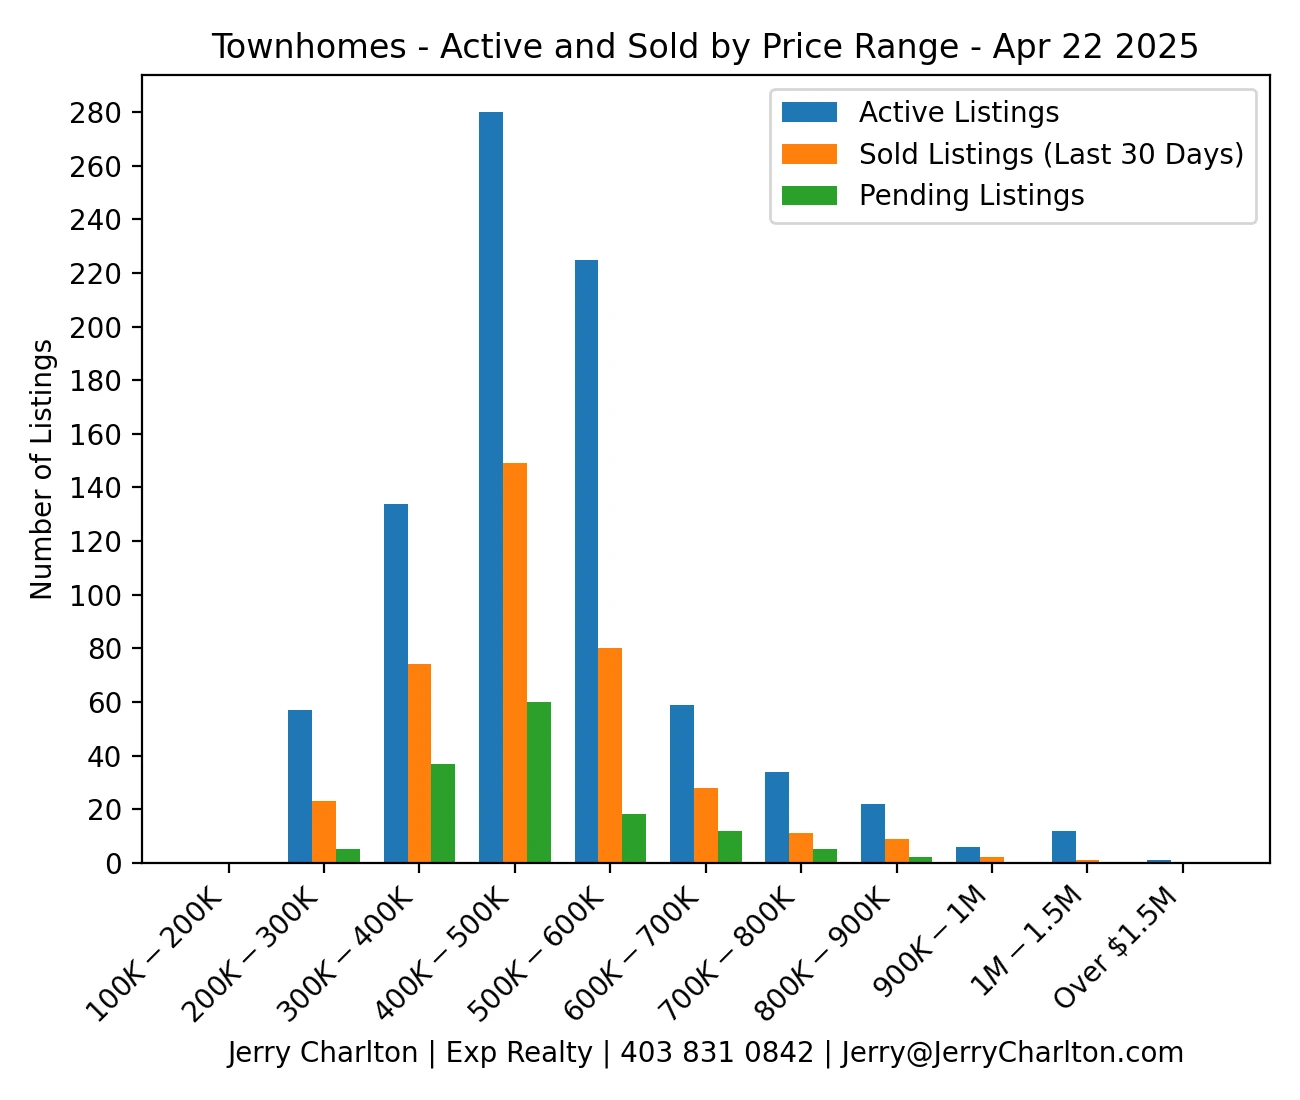 Townhomes - Active and Sold by Price Range - Apr 22 2025
Active Listings
Sold Listings (Last 30 Days)
Pending Listings
Number of Listings
280
260
240
220
200
180
160
140
120
100
80
60
40
20
0
100K − 200K
200K − 300K
300K − 400K
400K − 500K
500K − 600K
600K − 700K
700K − 800K
800K − 900K
900K − 1M
1M − 1.5M
Over $1.5M
Jerry Charlton | Exp Realty | 403 831 0842 | Jerry@JerryCharlton.com